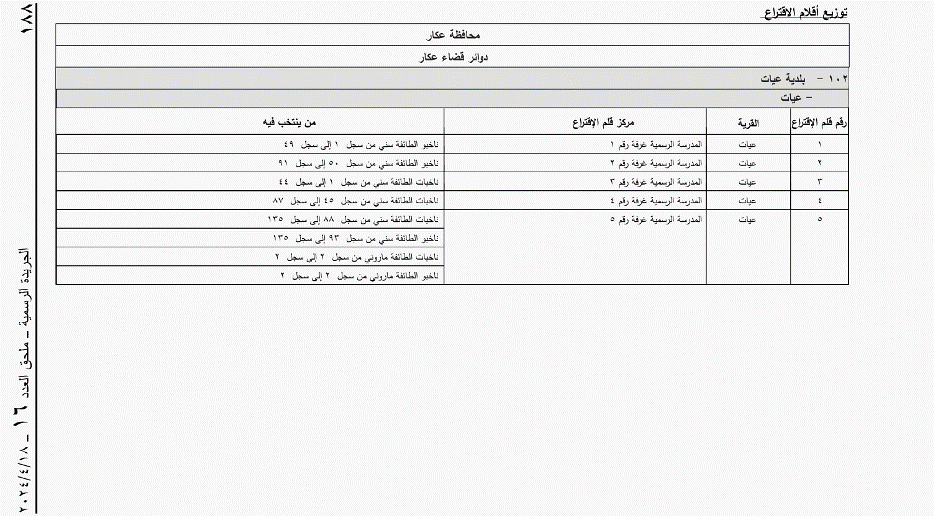 توزيع أقلام الاقتراع
محافظة عكار
دوائر قضاء عكار
١٠٢ - بلدية عيات
- عيات
رقم قلم الإقتراع القرية مركز قلم الإقتراع من ينتخب فيه
١ عيات المدرسة الرسمية غرفة رقم ١ ناخبو الطائفة سني من سجل ١ إلى سجل ٤٩
٢ عيات المدرسة الرسمية غرفة رقم ٢ ناخبو الطائفة سني من سجل ٥٠ إلى سجل ٩١
٣ عيات المدرسة الرسمية غرفة رقم ٣ ناخبات الطائفة سني من سجل ١ إلى سجل ٤٤
٤ عيات المدرسة الرسمية غرفة رقم ٤ ناخبات الطائفة سني من سجل ٤٥ إلى سجل ٨٧
٥ عيات المدرسة الرسمية غرفة رقم ٥ ناخبات الطائفة سني من سجل ٨٨ إلى سجل ١٣٥
ناخبو الطائفة سني من سجل ٩٣ إلى سجل ١٣٥
ناخبات الطائفة ماروني من سجل ٢ إلى سجل ٢
ناخبو الطائفة ماروني من سجل ٢ إلى سجل ٢
١٨٨
الجريدة الرسمية - ملحق العدد ١٦ - ٢٠٢٤/٤/١٨